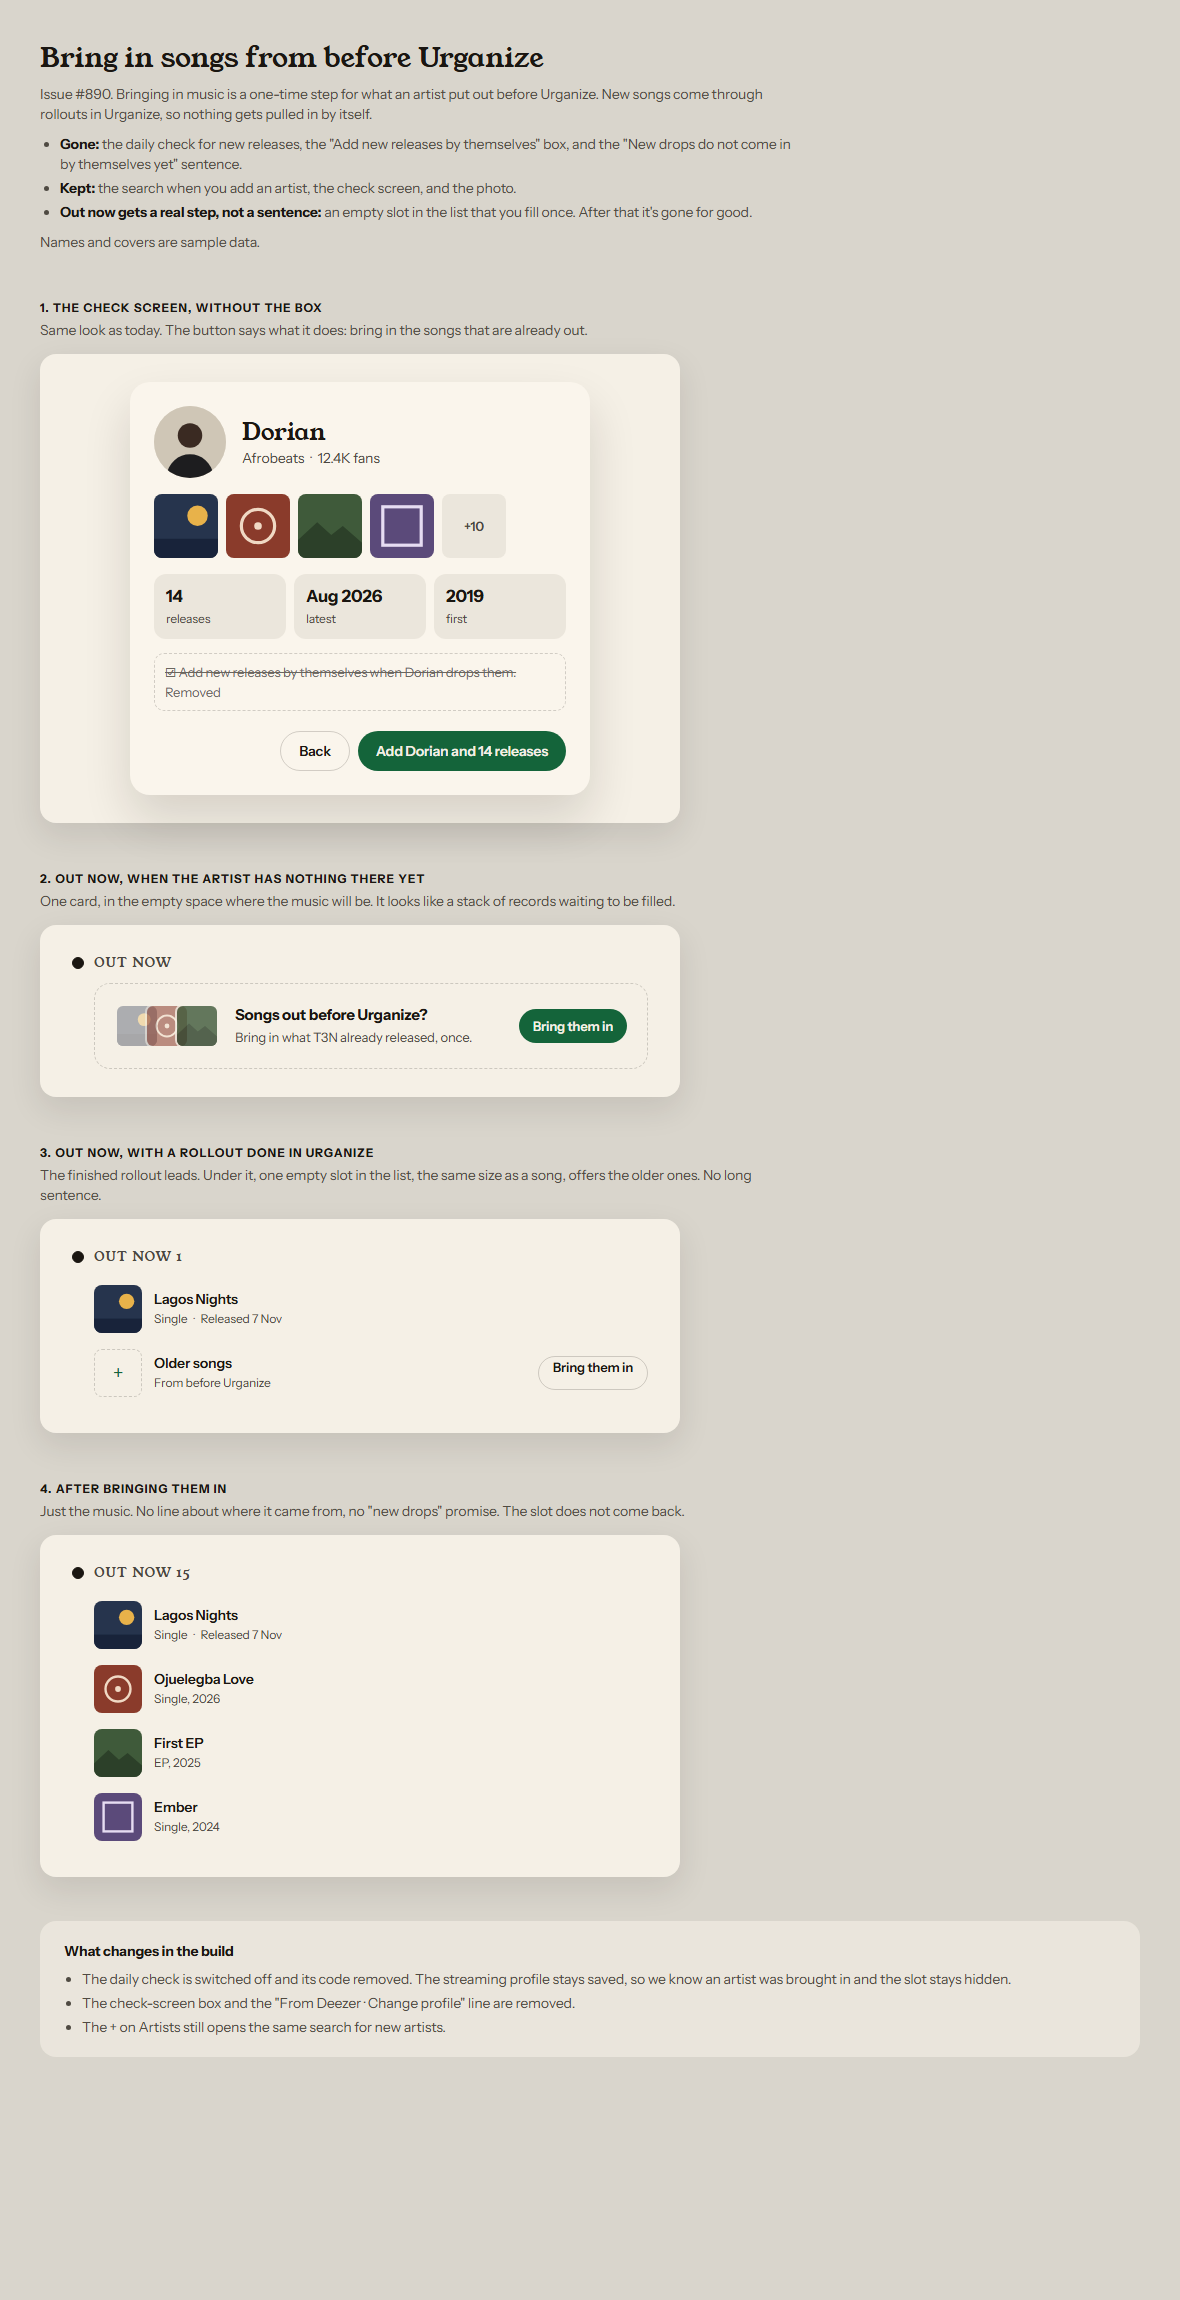 Bring in songs from before Urganize
Issue #890. Bringing in music is a one-time step for what an artist put out before Urganize. New songs come through
rollouts in Urganize, so nothing gets pulled in by itself.
• Gone: the daily check for new releases, the "Add new releases by themselves" box, and the "New drops do not come in
by themselves yet" sentence.
• Kept: the search when you add an artist, the check screen, and the photo.
• Out now gets a real step, not a sentence: an empty slot in the list that you fill once. After that it's gone for good.
Names and covers are sample data.
1. THE CHECK SCREEN, WITHOUT THE BOX
Same look as today. The button says what it does: bring in the songs that are already out.
Dorian
Afrobeats · 12.4K fans
+10
14
releases
Aug 2026
latest
2019
first
☑ Add new releases by themselves when Dorian drops them.
Removed
Back
Add Dorian and 14 releases
2. OUT NOW, WHEN THE ARTIST HAS NOTHING THERE YET
One card, in the empty space where the music will be. It looks like a stack of records waiting to be filled.
OUT NOW
Songs out before Urganize?
Bring in what T3N already released, once.
Bring them in
3. OUT NOW, WITH A ROLLOUT DONE IN URGANIZE
The finished rollout leads. Under it, one empty slot in the list, the same size as a song, offers the older ones. No long
sentence.
OUT NOW 1
Lagos Nights
Single · Released 7 Nov
+
Older songs
From before Urganize
Bring them in
4. AFTER BRINGING THEM IN
Just the music. No line about where it came from, no "new drops" promise. The slot does not come back.
OUT NOW 15
Lagos Nights
Single · Released 7 Nov
Ojuelegba Love
Single, 2026
First EP
EP, 2025
Ember
Single, 2024
What changes in the build
• The daily check is switched off and its code removed. The streaming profile stays saved, so we know an artist was brought in and the slot stays hidden.
• The check-screen box and the "From Deezer · Change profile" line are removed.
• The + on Artists still opens the same search for new artists.